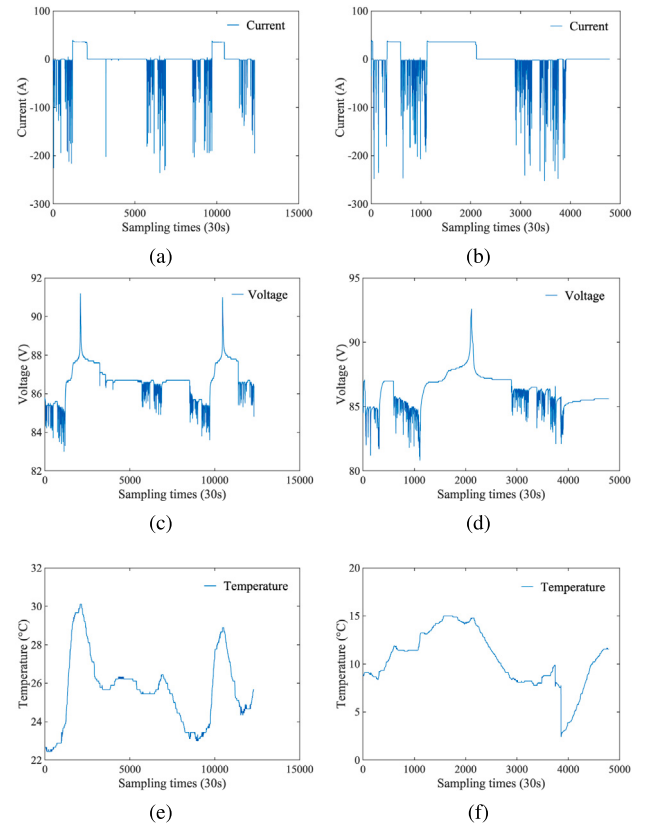 100
Current
0
-100
-200
-300
Current (A)
0
5000
10000
15000
Sampling times (30s)
(a)
100
Current
0
-100
-200
-300
Current (A)
0
1000
2000
3000
4000
5000
Sampling times (30s)
(b)
92
Voltage
90
88
86
84
82
Voltage (V)
0
5000
10000
15000
Sampling times (30s)
(c)
95
Voltage
90
85
80
Voltage (V)
0
1000
2000
3000
4000
5000
Sampling times (30s)
(d)
32
Temperature
30
28
26
24
22
Temperature (°C)
0
5000
10000
15000
Sampling times (30s)
(e)
20
Temperature
15
10
5
0
Temperature (°C)
0
1000
2000
3000
4000
5000
Sampling times (30s)
(f)